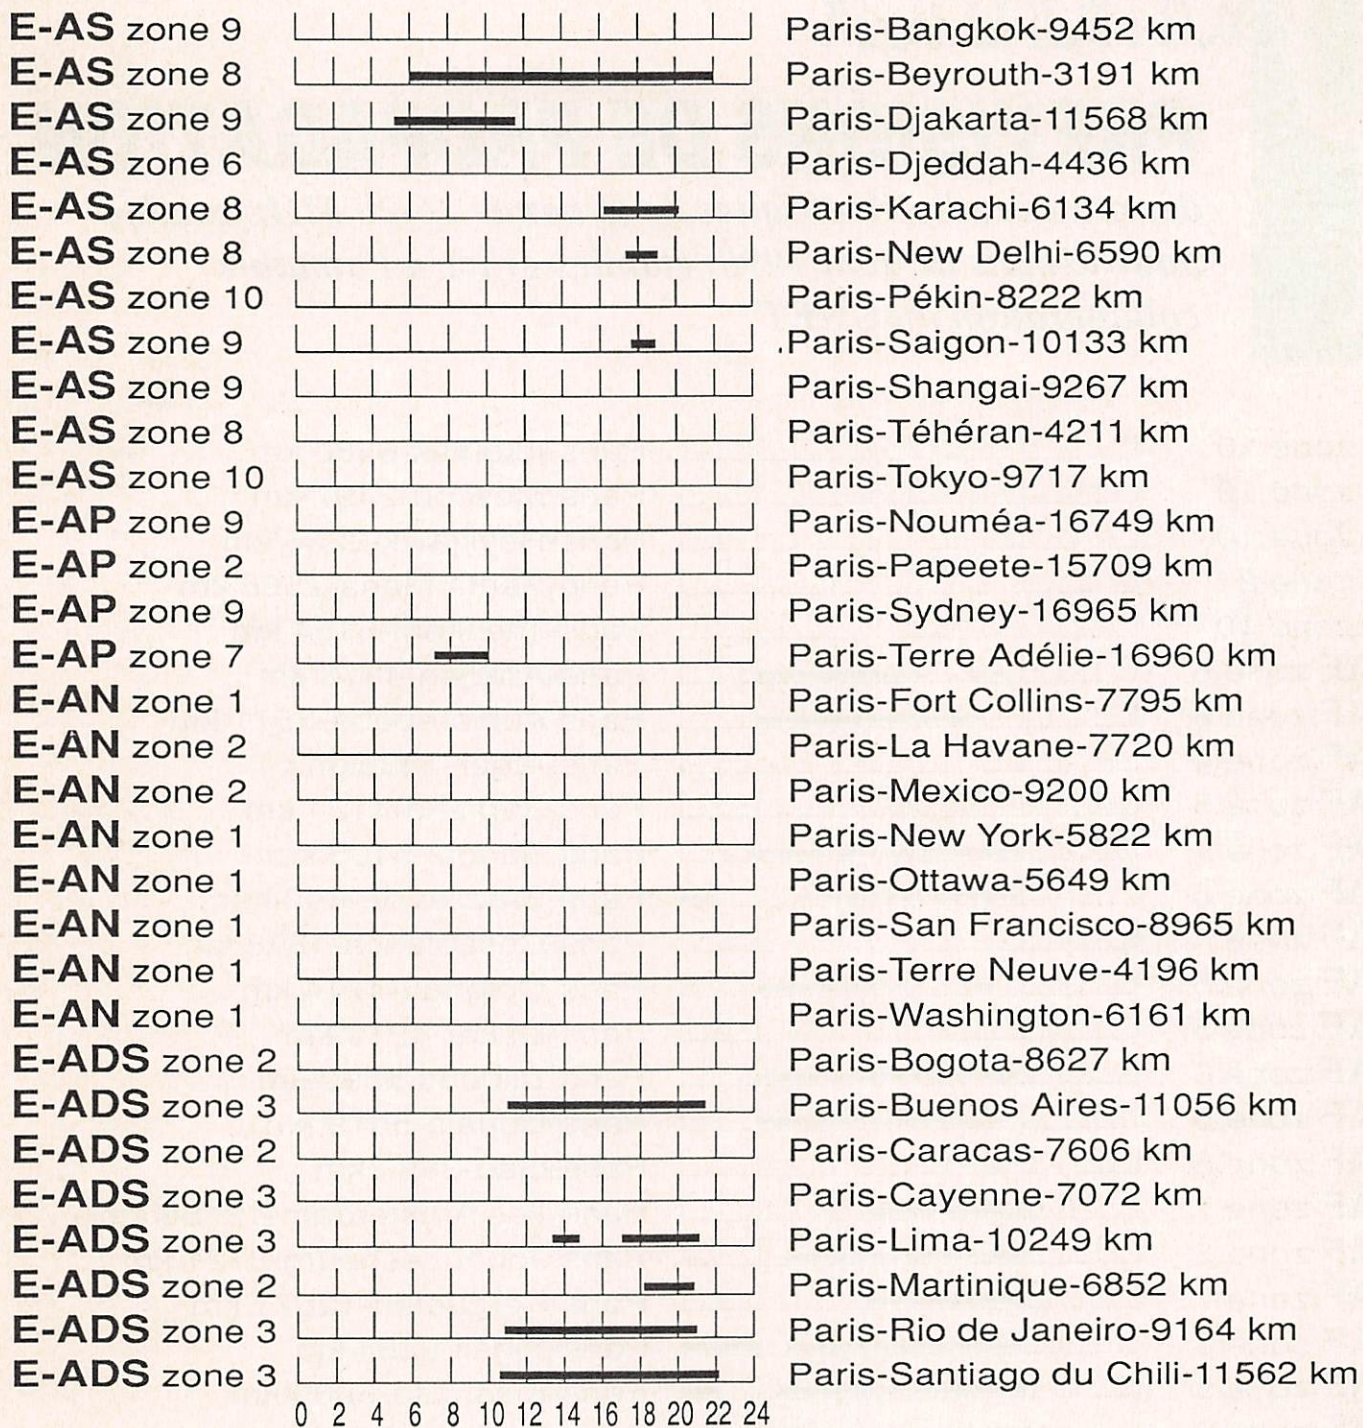 E-AS zone 9 Paris-Bangkok-9452 km
E-AS zone 8 Paris-Beyrouth-3191 km
E-AS zone 9 Paris-Djakarta-11568 km
E-AS zone 6 Paris-Djeddah-4436 km
E-AS zone 8 Paris-Karachi-6134 km
E-AS zone 8 Paris-New Delhi-6590 km
E-AS zone 10 Paris-Pékin-8222 km
E-AS zone 9 Paris-Saigon-10133 km
E-AS zone 9 Paris-Shangai-9267 km
E-AS zone 8 Paris-Téhéran-4211 km
E-AS zone 10 Paris-Tokyo-9717 km
E-AP zone 9 Paris-Nouméa-16749 km
E-AP zone 2 Paris-Papeete-15709 km
E-AP zone 9 Paris-Sydney-16965 km
E-AP zone 7 Paris-Terre Adélie-16960 km
E-AN zone 1 Paris-Fort Collins-7795 km
E-AN zone 2 Paris-La Havane-7720 km
E-AN zone 2 Paris-Mexico-9200 km
E-AN zone 1 Paris-New York-5822 km
E-AN zone 1 Paris-Ottawa-5649 km
E-AN zone 1 Paris-San Francisco-8965 km
E-AN zone 1 Paris-Terre Neuve-4196 km
E-AN zone 1 Paris-Washington-6161 km
E-ADS zone 2 Paris-Bogota-8627 km
E-ADS zone 3 Paris-Buenos Aires-11056 km
E-ADS zone 2 Paris-Caracas-7606 km
E-ADS zone 3 Paris-Cayenne-7072 km
E-ADS zone 3 Paris-Lima-10249 km
E-ADS zone 2 Paris-Martinique-6852 km
E-ADS zone 3 Paris-Rio de Janeiro-9164 km
E-ADS zone 3 Paris-Santiago du Chili-11562 km
0 2 4 6 8 10 12 14 16 18 20 22 24